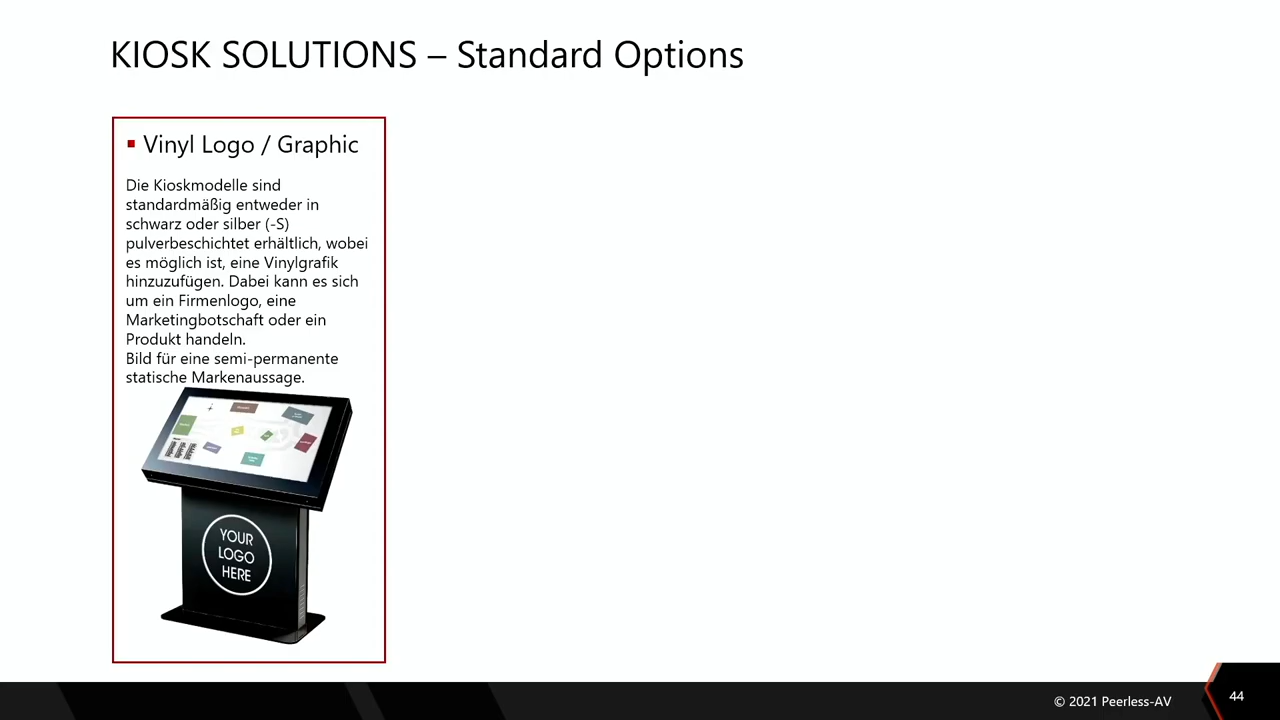 KIOSK SOLUTIONS – Standard Options
Vinyl Logo / Graphic
Die Kioskmodelle sind
standardmäßig entweder in
schwarz oder silber (-S)
pulverbeschichtet erhältlich, wobei
es möglich ist, eine Vinylgrafik
hinzuzufügen. Dabei kann es sich
um ein Firmenlogo, eine
Marketingbotschaft oder ein
Produkt handeln.
Bild für eine semi-permanente
statische Markenaussage.
YOUR
LOGO
HERE
© 2021 Peerless-AV
44